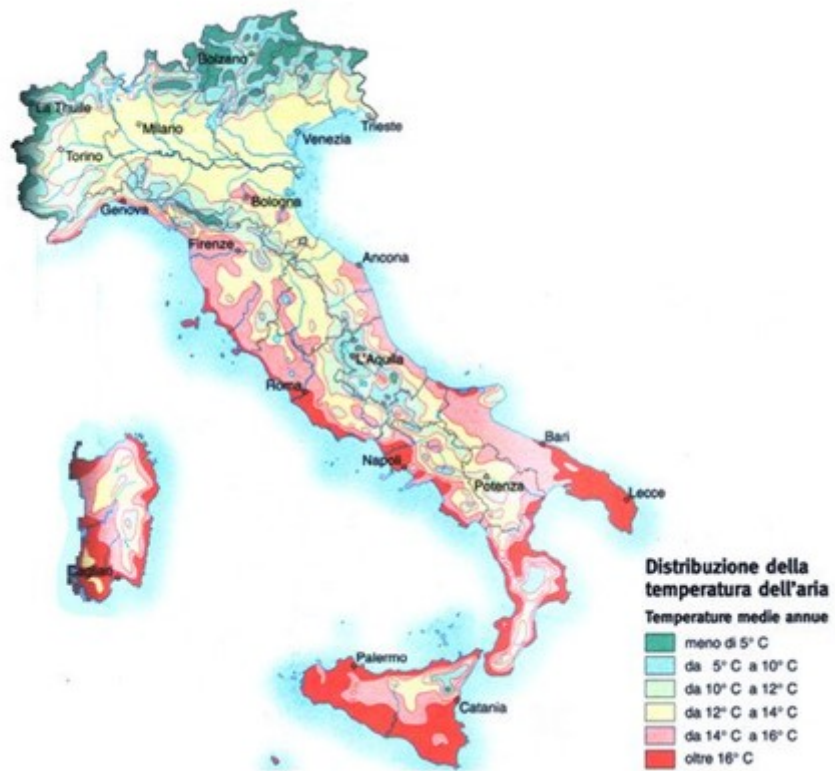 Bolzano
La Thuile
Milano
Trieste
Venezia
Torino
Bologna
Genova
Firenze
Ancona
L'Aquila
Roma
Bari
Napoli
Potenza
Lecce
Cagliari
Palermo
Catania
Distribuzione della
temperatura dell'aria
Temperature medie annue
meno di 5° C
da 5° C a 10° C
da 10° C a 12° C
da 12° C a 14° C
da 14° C a 16° C
oltre 16° C